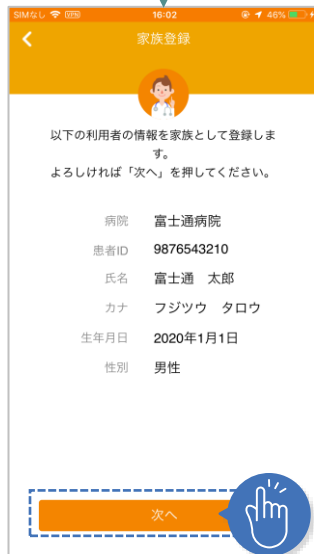 SIMなし VPN 16:02 46%
家族登録
以下の利用者の情報を家族として登録しま
す。
よろしければ「次へ」を押してください。
病院 富士通病院
患者ID 9876543210
氏名 富士通 太郎
カナ フジツウ タロウ
生年月日 2020年1月1日
性別 男性
次へ